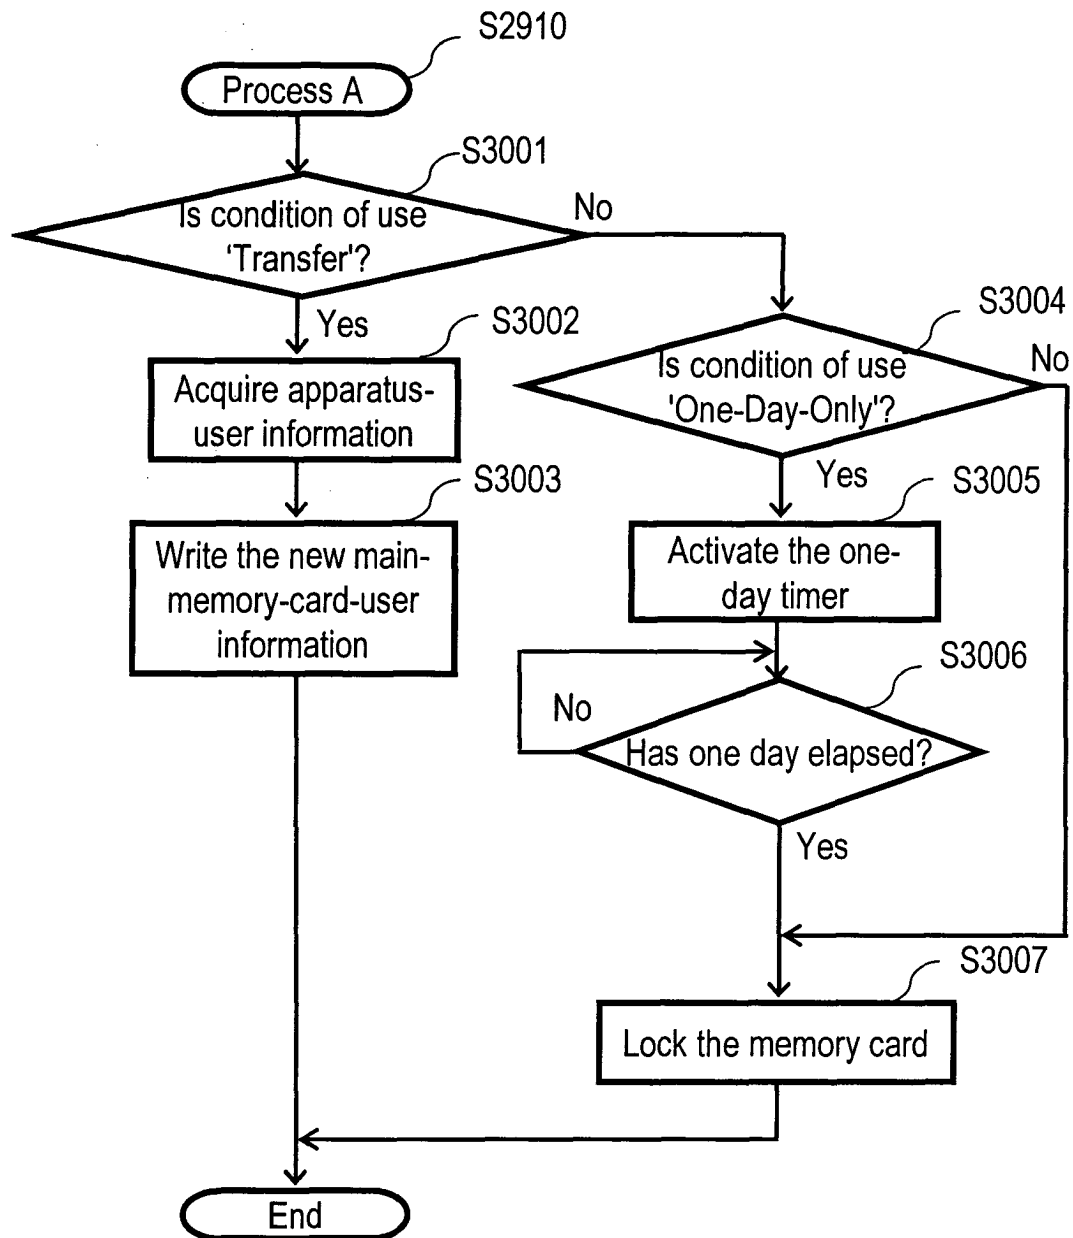 S2910
Process A
S3001
Is condition of use
'Transfer'?
No
Yes
S3002
Acquire apparatus-
user information
S3003
Write the new main-
memory-card-user
information
S3004
Is condition of use
'One-Day-Only'?
No
Yes
S3005
Activate the one-
day timer
S3006
No
Has one day elapsed?
Yes
S3007
Lock the memory card
End